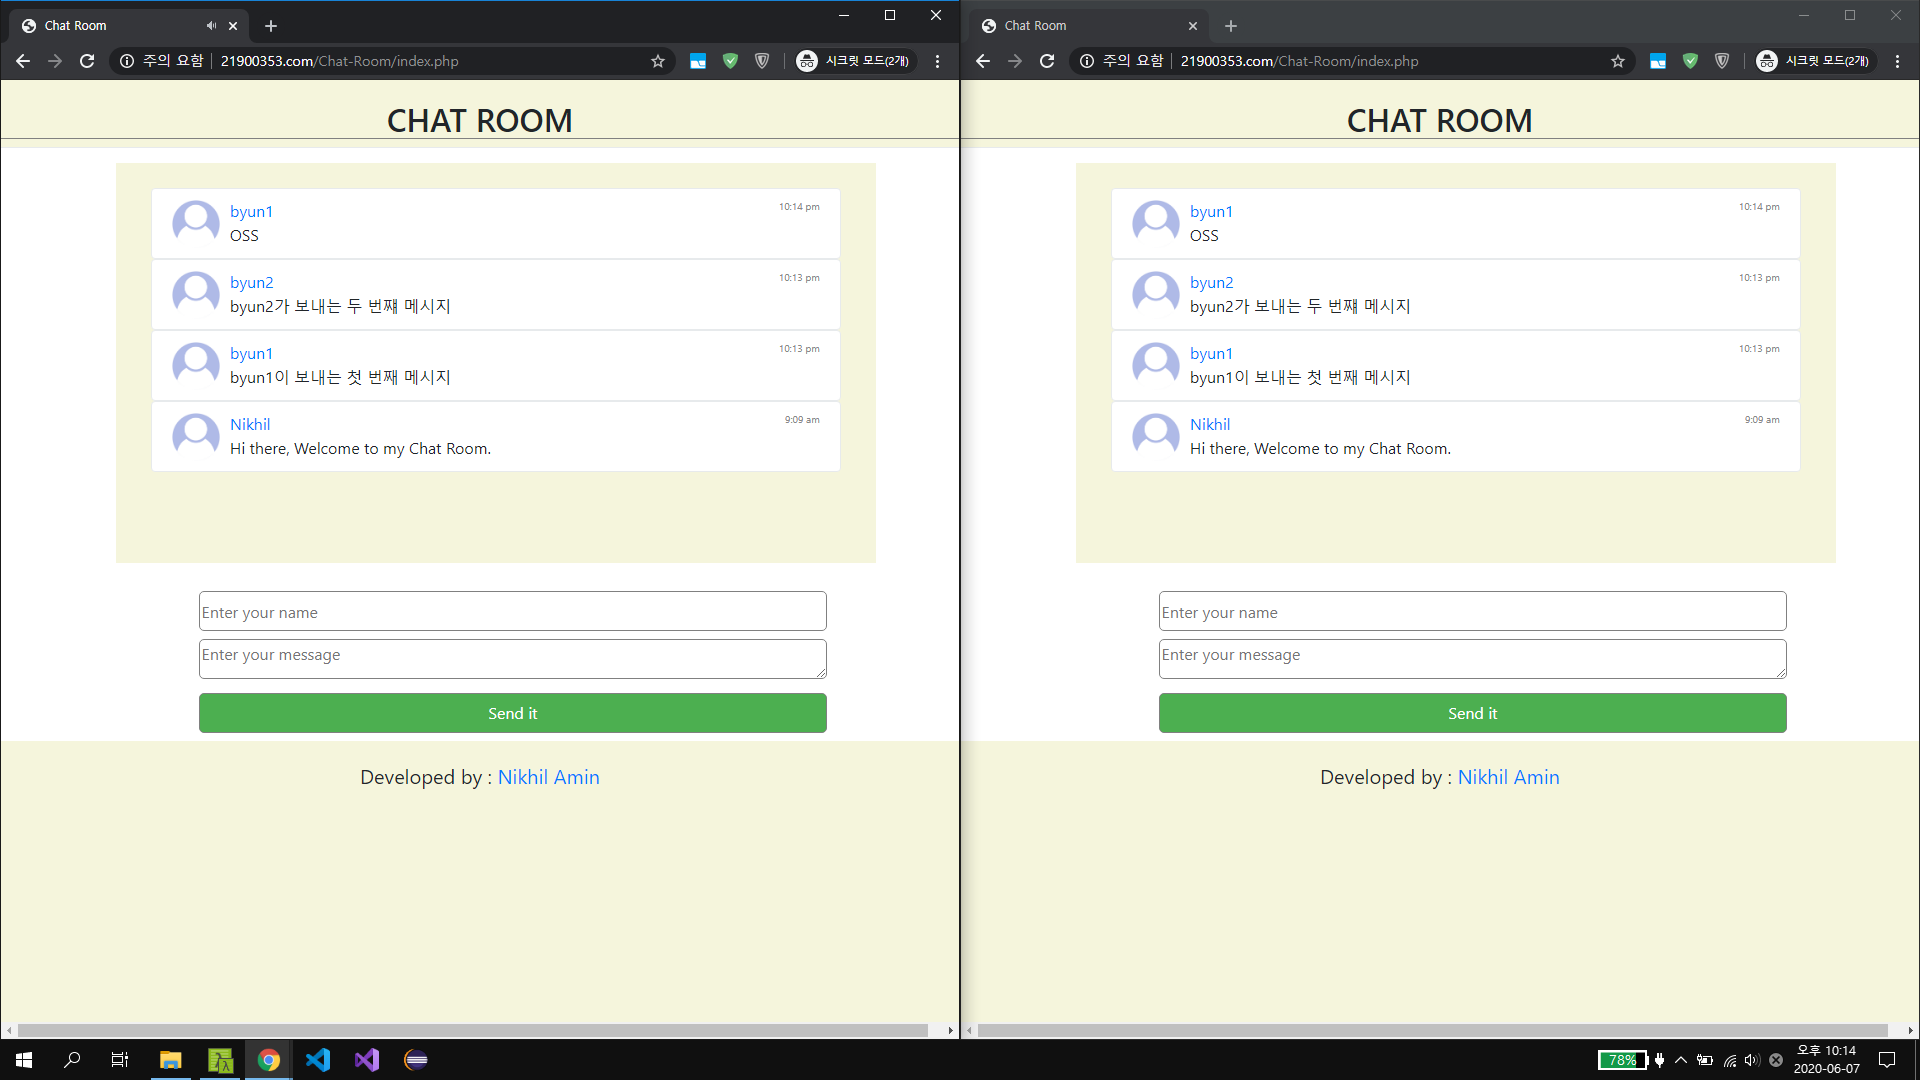 Chat Room
주의 요함
21900353.com/Chat-Room/index.php
시크릿 모드(2개)
CHAT ROOM
byun1
10:14 pm
OSS
byun2
10:13 pm
byun2가 보내는 두 번쨰 메시지
byun1
10:13 pm
byun1이 보내는 첫 번째 메시지
Nikhil
9:09 am
Hi there, Welcome to my Chat Room.
Enter your name
Enter your message
Send it
Developed by : Nikhil Amin
Chat Room
주의 요함
21900353.com/Chat-Room/index.php
시크릿 모드(2개)
CHAT ROOM
byun1
10:14 pm
OSS
byun2
10:13 pm
byun2가 보내는 두 번쨰 메시지
byun1
10:13 pm
byun1이 보내는 첫 번째 메시지
Nikhil
9:09 am
Hi there, Welcome to my Chat Room.
Enter your name
Enter your message
Send it
Developed by : Nikhil Amin
78%
오후 10:14
2020-06-07